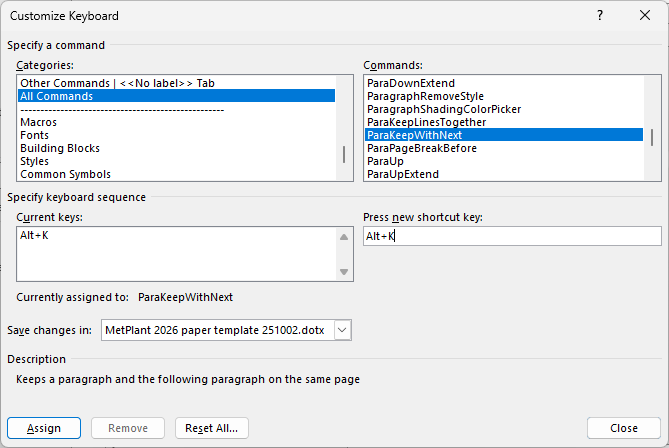 Customize Keyboard
Specify a command
Categories:
Other Commands | <<No label>> Tab
All Commands
------------------------------------------------
Macros
Fonts
Building Blocks
Styles
Common Symbols
Commands:
ParaDownExtend
ParagraphRemoveStyle
ParagraphShadingColorPicker
ParaKeepLinesTogether
ParaKeepWithNext
ParaPageBreakBefore
ParaUp
ParaUpExtend
Specify keyboard sequence
Current keys:
Alt+K
Press new shortcut key:
Alt+K
Currently assigned to: ParaKeepWithNext
Save changes in: MetPlant 2026 paper template 251002.dotx
Description
Keeps a paragraph and the following paragraph on the same page
Assign Remove Reset All... Close